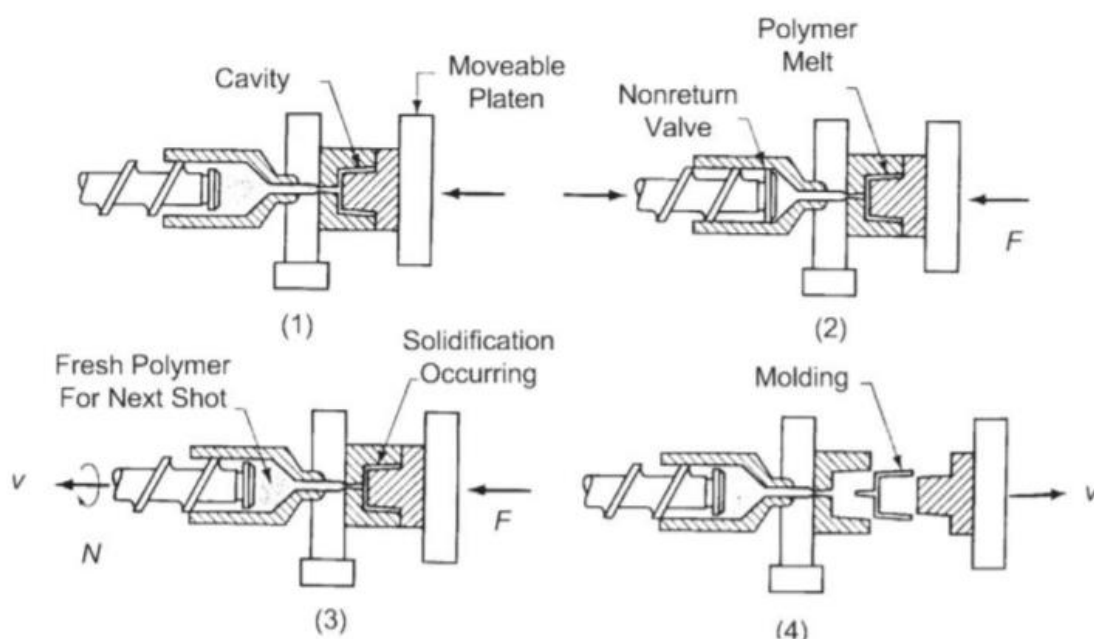 Cavity
Moveable
Platen
(1)
Polymer
Melt
Nonreturn
Valve
F
(2)
Fresh Polymer
For Next Shot
Solidification
Occurring
v
N
F
(3)
Molding
v
(4)